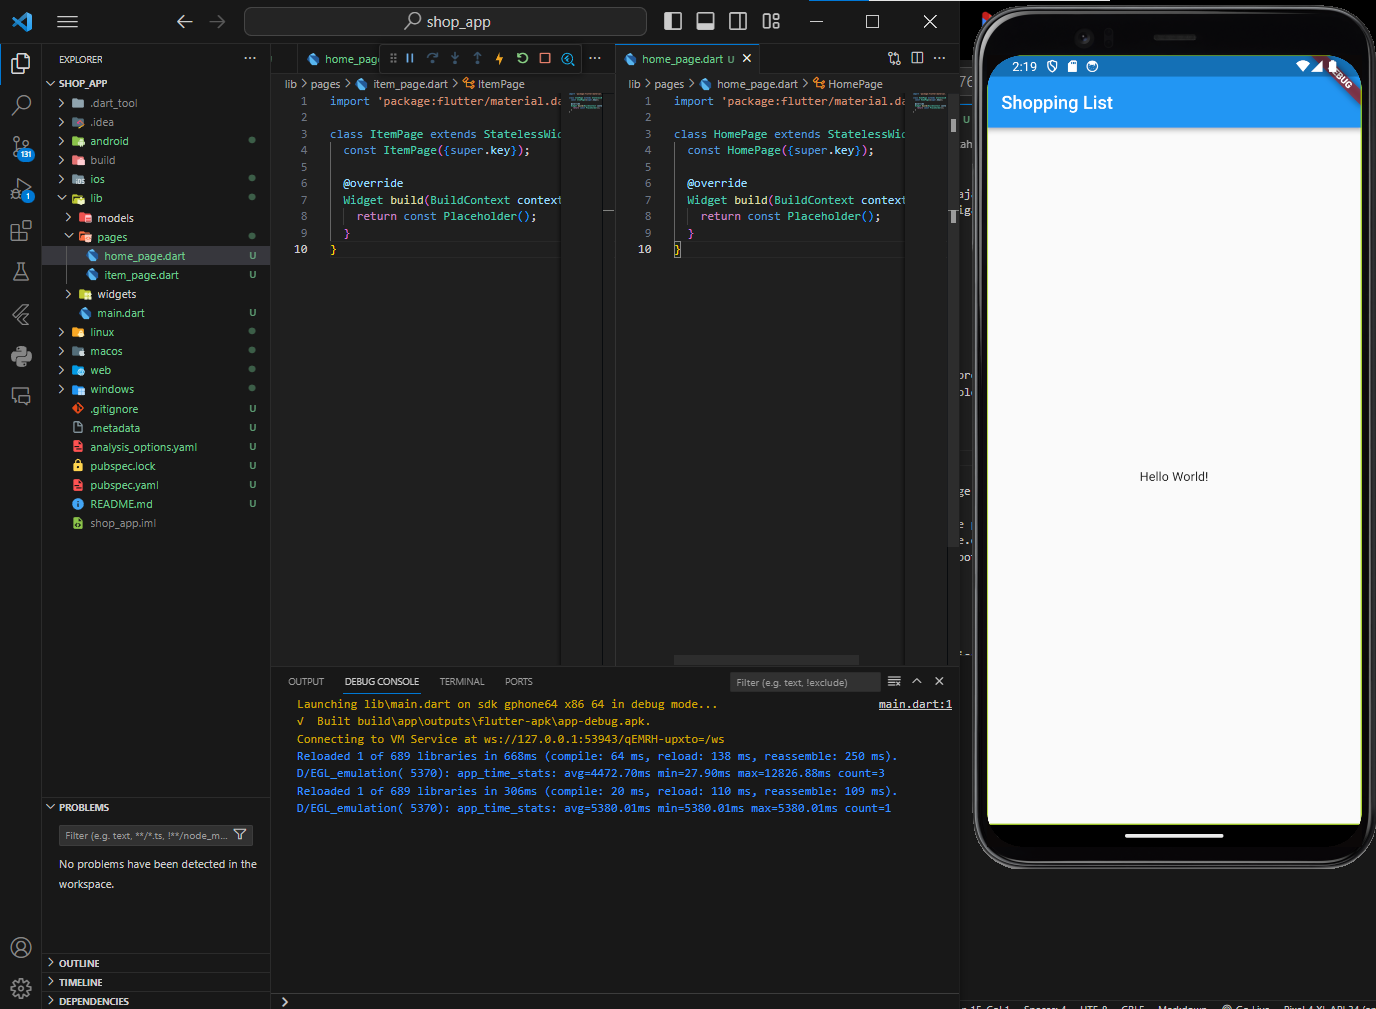 shop_app
EXPLORER
SHOP_APP
.dart_tool
.idea
android
build
ios
lib
models
pages
home_page.dart U
item_page.dart U
widgets
main.dart U
linux
macos
web
windows
.gitignore U
.metadata U
analysis_options.yaml U
pubspec.lock U
pubspec.yaml U
README.md U
shop_app.iml
131
1
PROBLEMS
Filter (e.g. text, **/*.ts, !**/node_m...
No problems have been detected in the
workspace.
OUTLINE
TIMELINE
DEPENDENCIES
home_page
lib > pages > item_page.dart > ItemPage
1 import 'package:flutter/material.da
2
3 class ItemPage extends StatelessWid
4 const ItemPage({super.key});
5
6 @override
7 Widget build(BuildContext context
8 return const Placeholder();
9 }
10 }
home_page.dart U
lib > pages > home_page.dart > HomePage
1 import 'package:flutter/material.da
2
3 class HomePage extends StatelessWid
4 const HomePage({super.key});
5
6 @override
7 Widget build(BuildContext context
8 return const Placeholder();
9 }
10 }
OUTPUT DEBUG CONSOLE TERMINAL PORTS
Filter (e.g. text, !exclude)
Launching lib\main.dart on sdk gphone64 x86 64 in debug mode... main.dart:1
√ Built build\app\outputs\flutter-apk\app-debug.apk.
Connecting to VM Service at ws://127.0.0.1:53943/qEMRH-upxto=/ws
Reloaded 1 of 689 libraries in 668ms (compile: 64 ms, reload: 138 ms, reassemble: 250 ms).
D/EGL_emulation( 5370): app_time_stats: avg=4472.70ms min=27.90ms max=12826.88ms count=3
Reloaded 1 of 689 libraries in 306ms (compile: 20 ms, reload: 110 ms, reassemble: 109 ms).
D/EGL_emulation( 5370): app_time_stats: avg=5380.01ms min=5380.01ms max=5380.01ms count=1
2:19
Shopping List
Hello World!